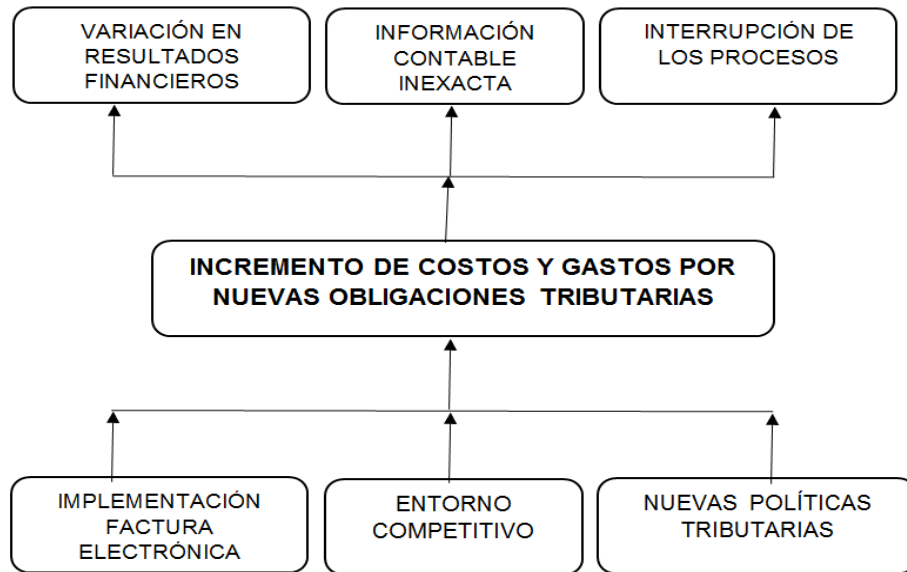 VARIACIÓN EN
RESULTADOS
FINANCIEROS
INFORMACIÓN
CONTABLE
INEXACTA
INTERRUPCIÓN DE
LOS PROCESOS
INCREMENTO DE COSTOS Y GASTOS POR
NUEVAS OBLIGACIONES TRIBUTARIAS
IMPLEMENTACIÓN
FACTURA
ELECTRÓNICA
ENTORNO
COMPETITIVO
NUEVAS POLÍTICAS
TRIBUTARIAS